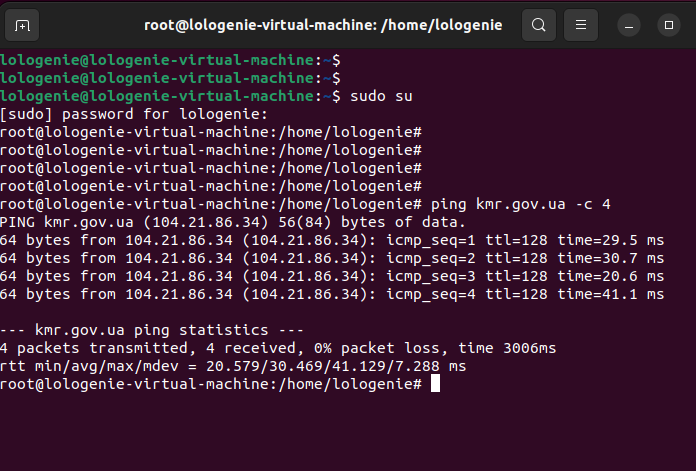 root@lologenie-virtual-machine: /home/lologenie
lologenie@lologenie-virtual-machine:~$
lologenie@lologenie-virtual-machine:~$
lologenie@lologenie-virtual-machine:~$ sudo su
[sudo] password for lologenie:
root@lologenie-virtual-machine:/home/lologenie#
root@lologenie-virtual-machine:/home/lologenie#
root@lologenie-virtual-machine:/home/lologenie#
root@lologenie-virtual-machine:/home/lologenie#
root@lologenie-virtual-machine:/home/lologenie# ping kmr.gov.ua -c 4
PING kmr.gov.ua (104.21.86.34) 56(84) bytes of data.
64 bytes from 104.21.86.34 (104.21.86.34): icmp_seq=1 ttl=128 time=29.5 ms
64 bytes from 104.21.86.34 (104.21.86.34): icmp_seq=2 ttl=128 time=30.7 ms
64 bytes from 104.21.86.34 (104.21.86.34): icmp_seq=3 ttl=128 time=20.6 ms
64 bytes from 104.21.86.34 (104.21.86.34): icmp_seq=4 ttl=128 time=41.1 ms
--- kmr.gov.ua ping statistics ---
4 packets transmitted, 4 received, 0% packet loss, time 3006ms
rtt min/avg/max/mdev = 20.579/30.469/41.129/7.288 ms
root@lologenie-virtual-machine:/home/lologenie#